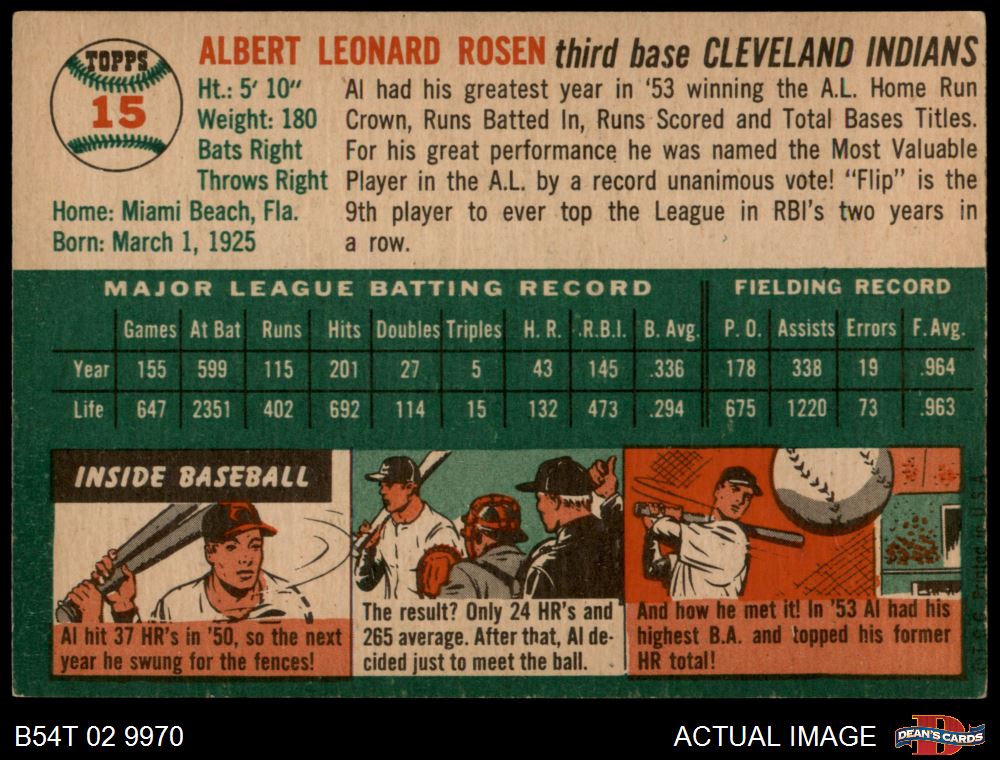 TOPPS
15
ALBERT LEONARD ROSEN third base CLEVELAND INDIANS
Ht.: 5' 10"
Weight: 180
Bats Right
Throws Right
Home: Miami Beach, Fla.
Born: March 1, 1925
Al had his greatest year in '53 winning the A.L. Home Run
Crown, Runs Batted In, Runs Scored and Total Bases Titles.
For his great performance he was named the Most Valuable
Player in the A.L. by a record unanimous vote! "Flip" is the
9th player to ever top the League in RBI's two years in
a row.
MAJOR LEAGUE BATTING RECORD FIELDING RECORD
Games At Bat Runs Hits Doubles Triples H. R. R.B.I. B. Avg. P. O. Assists Errors F. Avg.
Year 155 599 115 201 27 5 43 145 .336 178 338 19 .964
Life 647 2351 402 692 114 15 132 473 .294 675 1220 73 .963
INSIDE BASEBALL
Al hit 37 HR's in '50, so the next
year he swung for the fences!
The result? Only 24 HR's and
265 average. After that, Al de-
cided just to meet the ball.
And how he met it! In '53 Al had his
highest B.A. and topped his former
HR total!
©T.C.G. PRINTED IN U.S.A.
B54T 02 9970
ACTUAL IMAGE
DEAN'S CARDS